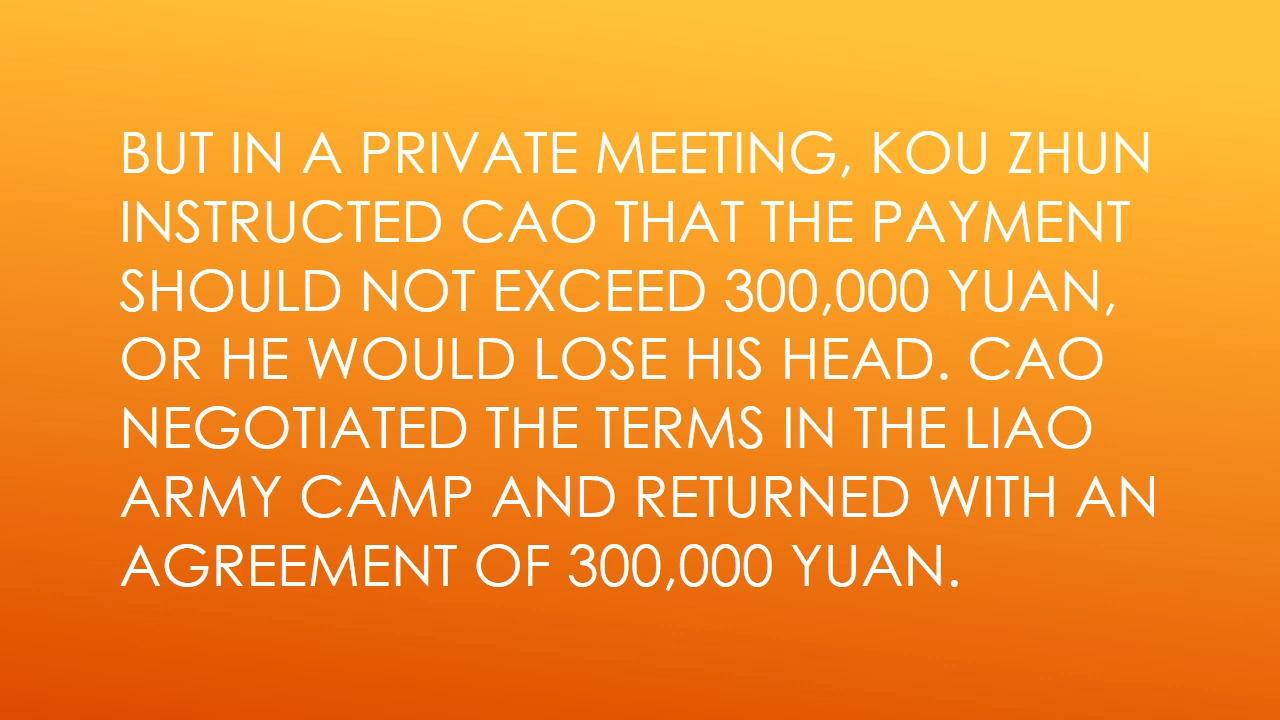 BUT IN A PRIVATE MEETING, KOU ZHUN
INSTRUCTED CAO THAT THE PAYMENT
SHOULD NOT EXCEED 300,000 YUAN,
OR HE WOULD LOSE HIS HEAD. CAO
NEGOTIATED THE TERMS IN THE LIAO
ARMY CAMP AND RETURNED WITH AN
AGREEMENT OF 300,000 YUAN.